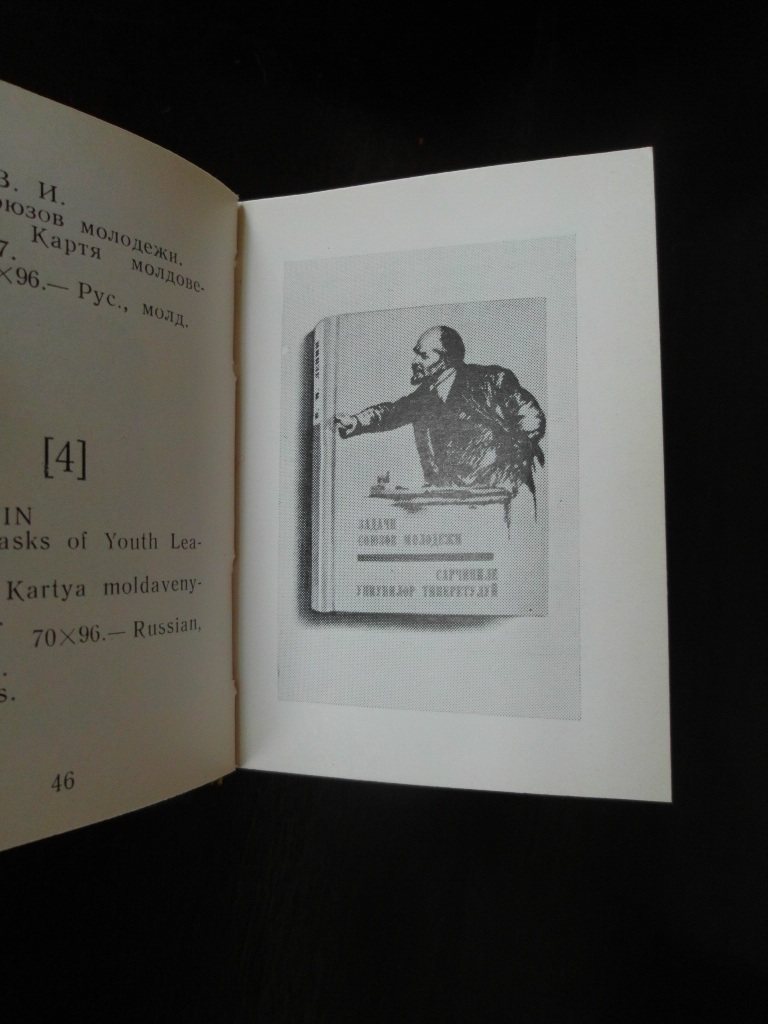 В. И.
оюзов молодежи.
Картя молдове-
7.
×96.— Рус., молд.
[4]
IN
asks of Youth Lea-
Kartya moldaveny-
70×96.— Russian,
s.
46
ЗАДАЧИ
СОЮЗОВ МОЛОДЕЖИ
САРЧИНИЛЕ
УНИУНИЛОР ТИНЕРЕТУЛУЙ